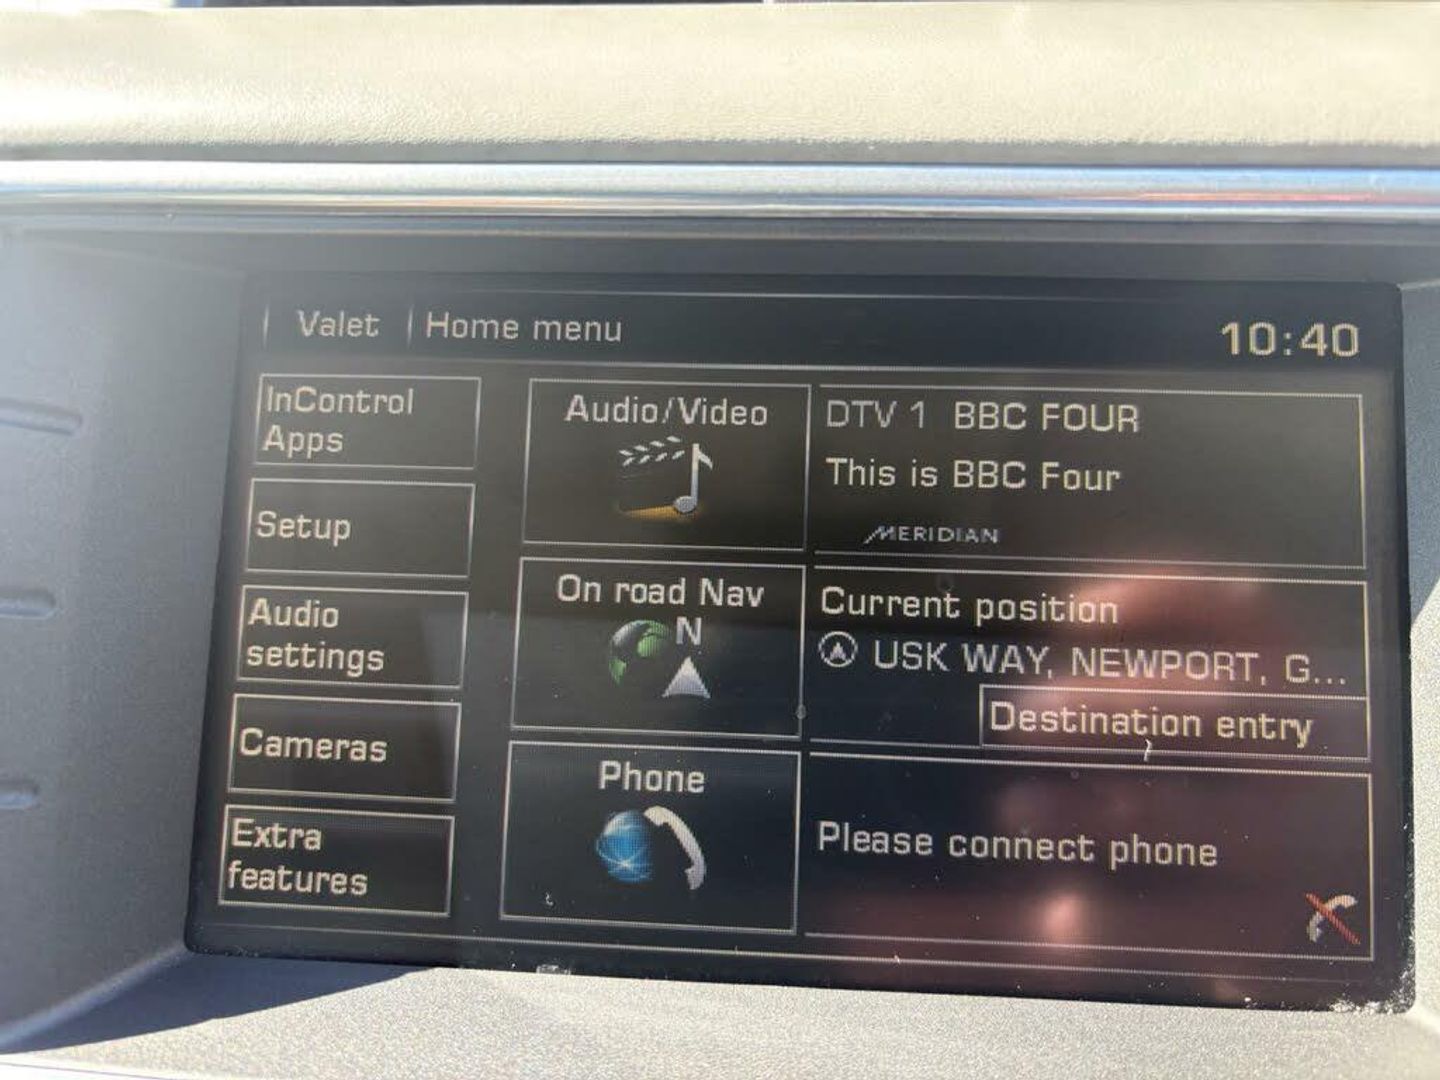 Valet
Home menu
10:40
InControl
Apps
Setup
Audio
settings
Cameras
Extra
features
Audio/Video
DTV 1 BBC FOUR
This is BBC Four
MERIDIAN
On road Nav
N
Current position
USK WAY, NEWPORT, G...
Destination entry
Phone
Please connect phone